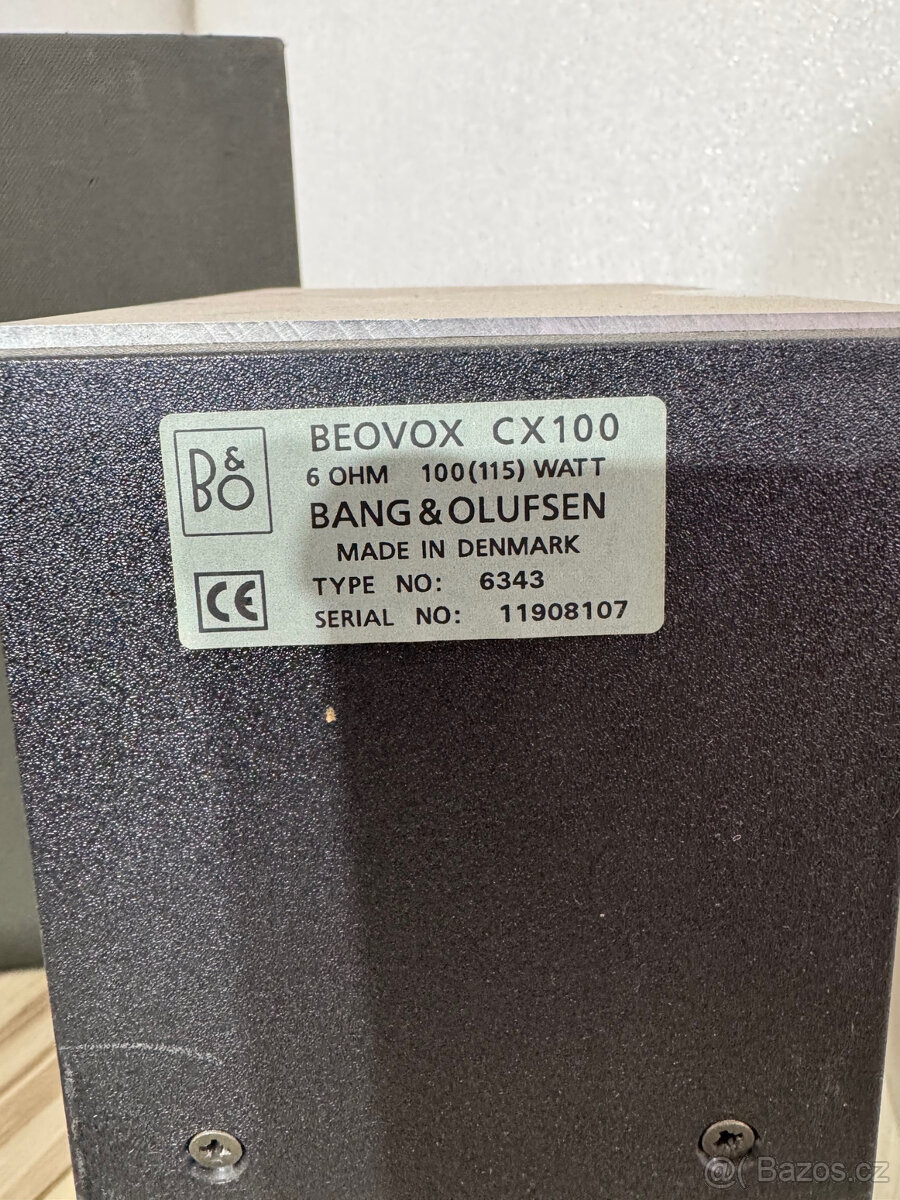 B&O
BEOVOX CX100
6 OHM 100(115) WATT
BANG & OLUFSEN
MADE IN DENMARK
CE
TYPE NO: 6343
SERIAL NO: 11908107
@ Bazos.cz